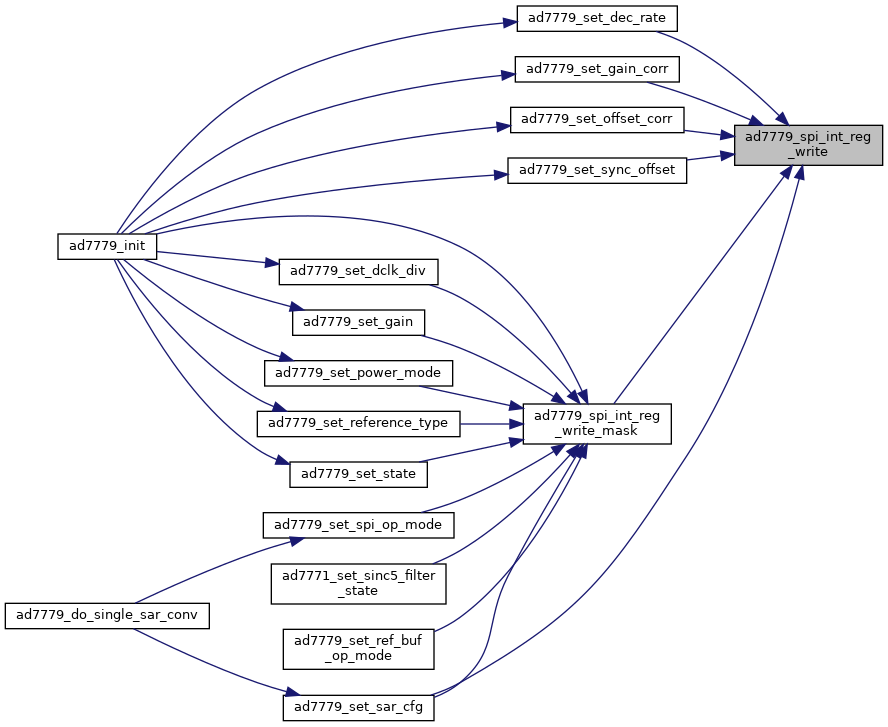 ad7779_set_dec_rate
ad7779_set_gain_corr
ad7779_set_offset_corr
ad7779_spi_int_reg
_write
ad7779_set_sync_offset
ad7779_init
ad7779_set_dclk_div
ad7779_set_gain
ad7779_set_power_mode
ad7779_set_reference_type
ad7779_spi_int_reg
_write_mask
ad7779_set_state
ad7779_set_spi_op_mode
ad7771_set_sinc5_filter
_state
ad7779_do_single_sar_conv
ad7779_set_ref_buf
_op_mode
ad7779_set_sar_cfg